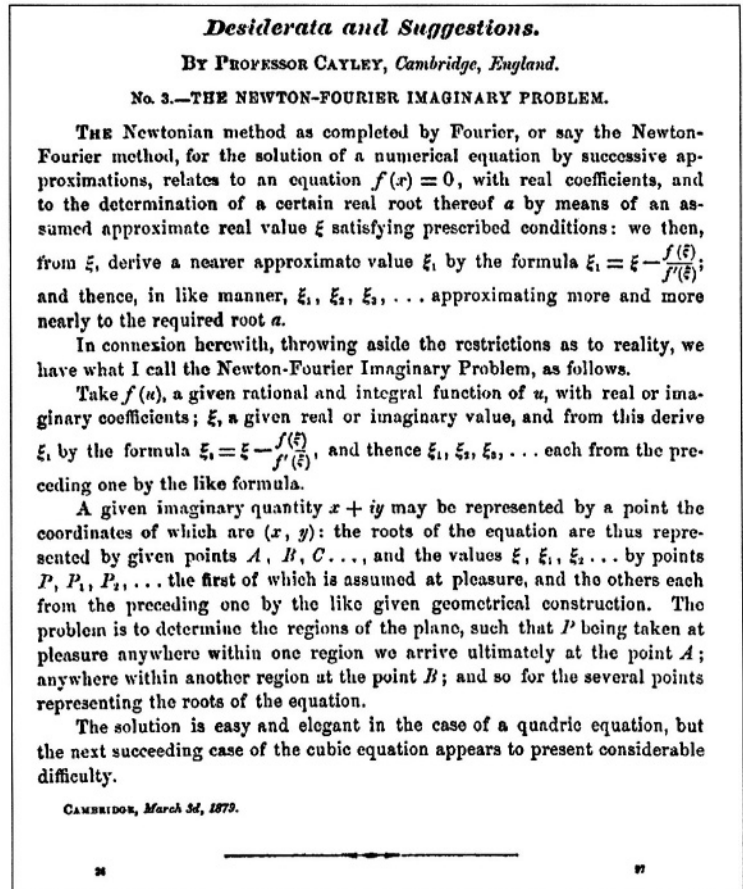 Desiderata and Suggestions.
BY PROFESSOR CAYLEY, Cambridge, England.
No. 3.—THE NEWTON-FOURIER IMAGINARY PROBLEM.
THE Newtonian method as completed by Fourier, or say the Newton-
Fourier method, for the solution of a numerical equation by successive ap-
proximations, relates to an equation f(x) = 0, with real coefficients, and
to the determination of a certain real root thereof a by means of an as-
sumed approximate real value ξ satisfying prescribed conditions: we then,
from ξ, derive a nearer approximate value ξ₁ by the formula ξ₁ = ξ − f(ξ)/f′(ξ);
and thence, in like manner, ξ₁, ξ₂, ξ₃, . . . approximating more and more
nearly to the required root a.
In connexion herewith, throwing aside the restrictions as to reality, we
have what I call the Newton-Fourier Imaginary Problem, as follows.
Take f(u), a given rational and integral function of u, with real or ima-
ginary coefficients; ξ, a given real or imaginary value, and from this derive
ξ₁ by the formula ξ₁ = ξ − f(ξ)/f′(ξ), and thence ξ₁, ξ₂, ξ₃, . . . each from the pre-
ceding one by the like formula.
A given imaginary quantity x + iy may be represented by a point the
coordinates of which are (x, y): the roots of the equation are thus repre-
sented by given points A, B, C . . ., and the values ξ, ξ₁, ξ₂ . . . by points
P, P₁, P₂, . . . the first of which is assumed at pleasure, and the others each
from the preceding one by the like given geometrical construction. The
problem is to determine the regions of the plane, such that P being taken at
pleasure anywhere within one region we arrive ultimately at the point A;
anywhere within another region at the point B; and so for the several points
representing the roots of the equation.
The solution is easy and elegant in the case of a quadric equation, but
the next succeeding case of the cubic equation appears to present considerable
difficulty.
CAMBRIDGE, March 3d, 1879.
97